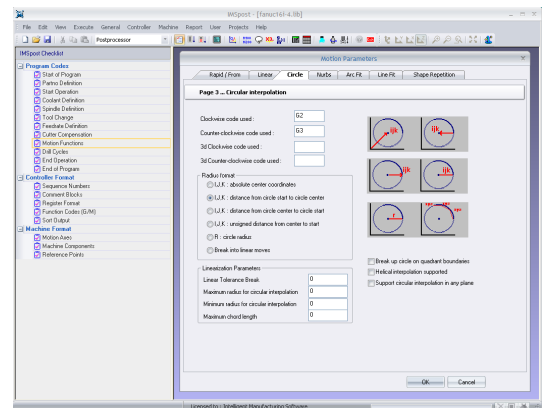 IMSpost - [fanuc16l-4.lib]
File Edit View Execute General Controller Machine Report User Projects Help
Postprocessor
IMSpost Checklist
Program Codes
Start of Program
Partno Definition
Start Operation
Coolant Definition
Spindle Definition
Tool Change
Feedrate Definition
Cutter Compensation
Motion Functions
Drill Cycles
End Operation
End of Program
Controller Format
Sequence Numbers
Comment Blocks
Register Format
Function Codes (G/M)
Sort Output
Machine Format
Motion Axes
Machine Components
Reference Points
Motion Parameters
Rapid / From Linear Circle Nurbs Arc Fit Line Fit Shape Repetition
Page 3 ... Circular interpolation
Clockwise code used : G2
Counter-clockwise code used : G3
3d Clockwise code used :
3d Counter-clockwise code used :
Radius format
I,J,K : absolute center coordinates
I,J,K : distance from circle start to circle center
I,J,K : distance from circle center to circle start
I,J,K : unsigned distance from center to start
R : circle radius
Break into linear moves
ijk
ijk
ijk
ijk
r
Linearization Parameters
Linear Tolerance Break 0
Maximum radius for circular interpolation 0
Minimum radius for circular interpolation 0
Maximum chord length 0
Break up circle on quadrant boundaries
Helical interpolation supported
Support circular interpolation in any plane
OK Cancel
Licensed to : Intelligent Manufacturing Software